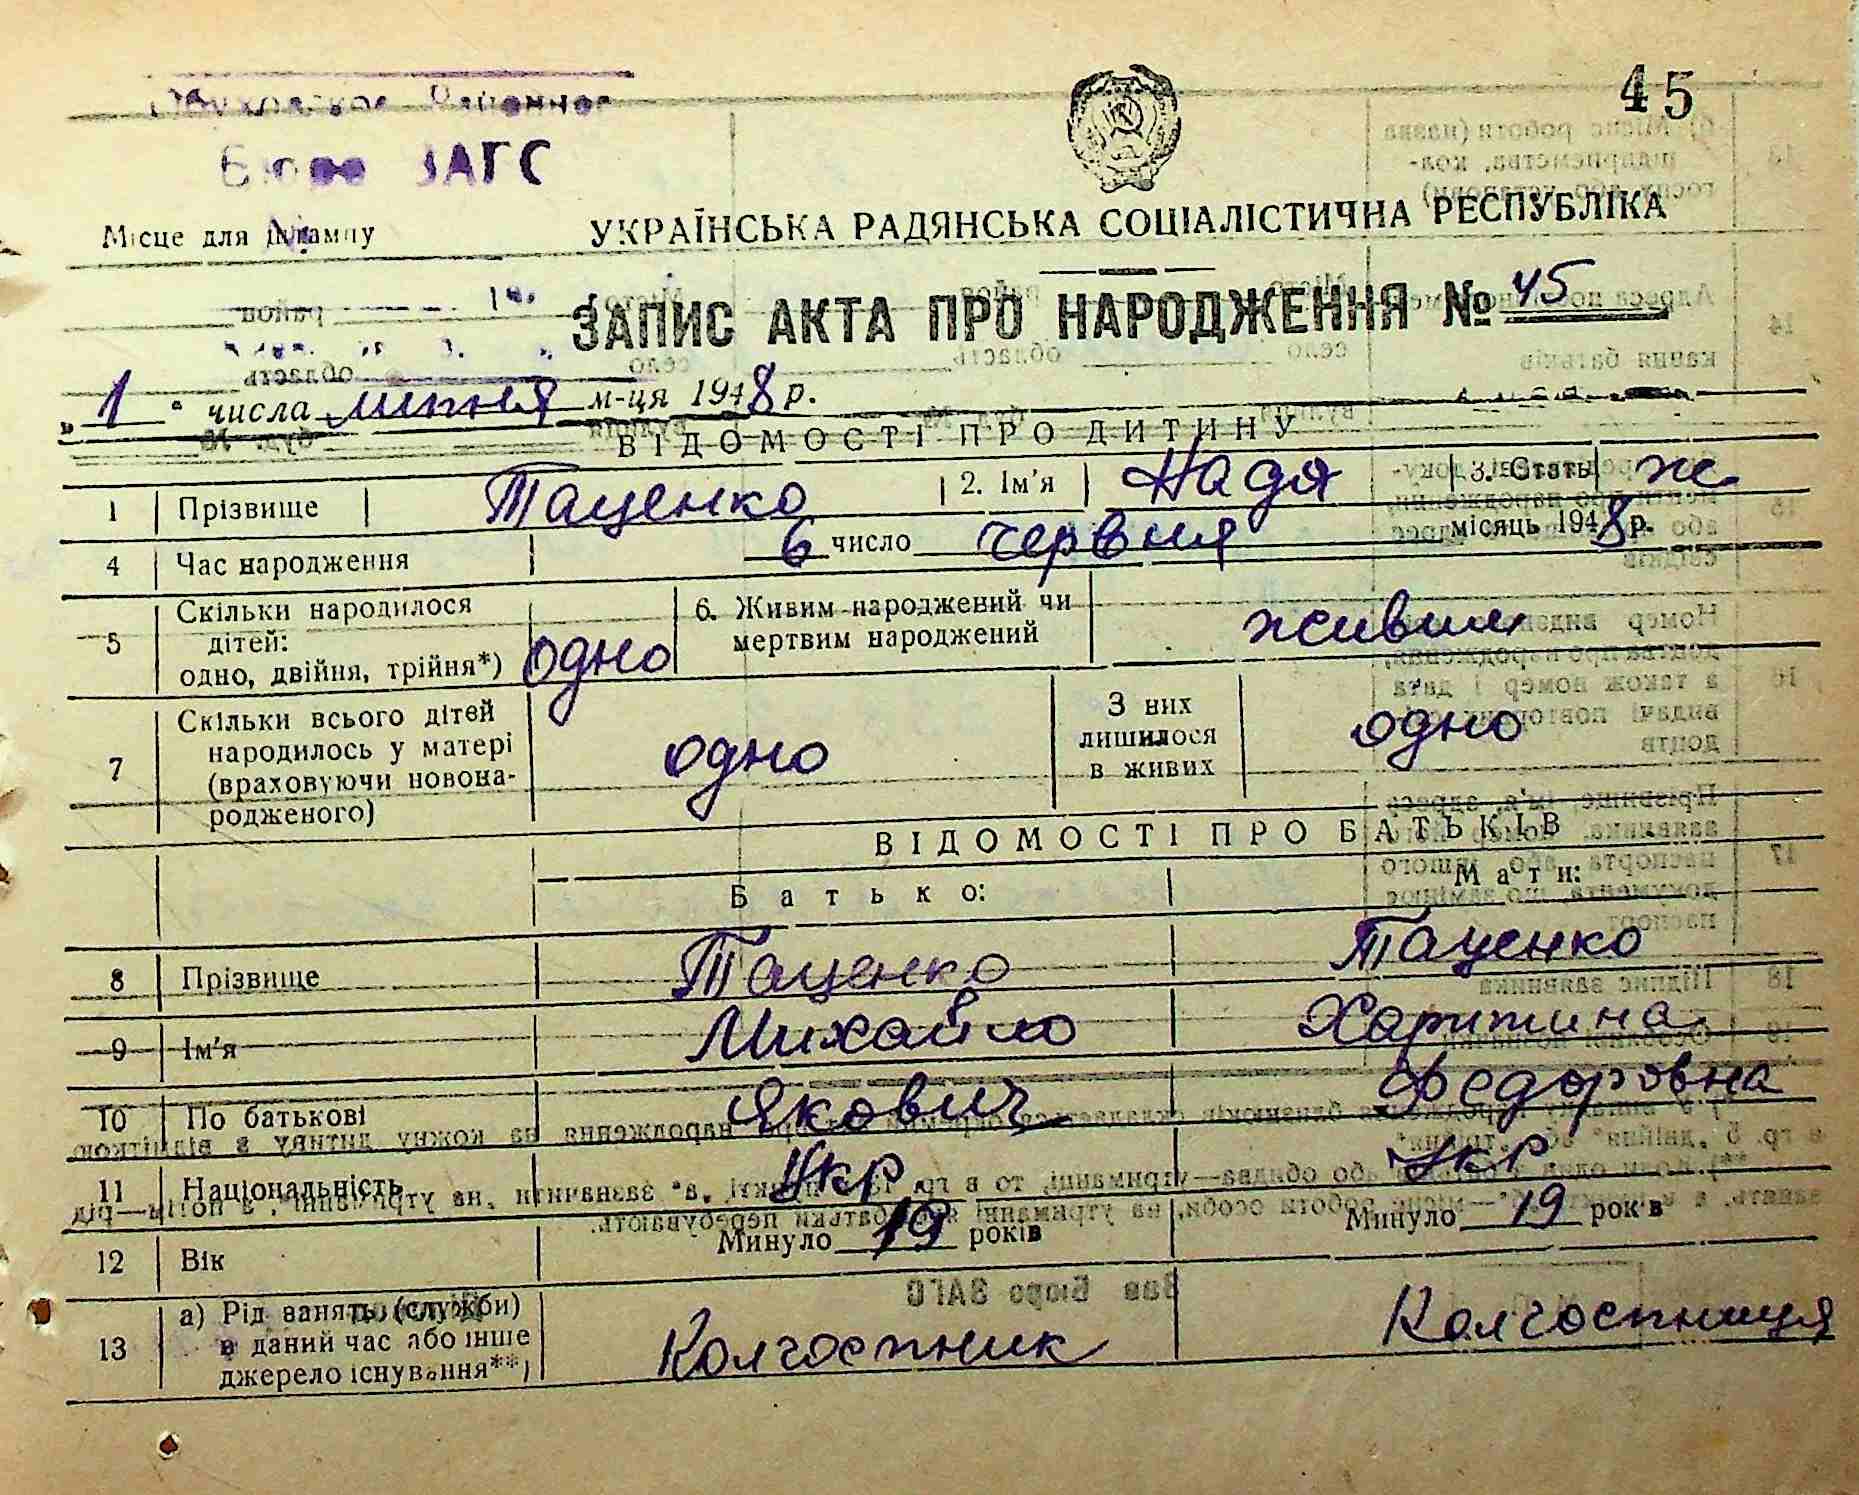 45
Обуховское Районное
Бюро ЗАГС
Місце для штампу
УКРАЇНСЬКА РАДЯНСЬКА СОЦІАЛІСТИЧНА РЕСПУБЛІКА
ЗАПИС АКТА ПРО НАРОДЖЕННЯ № 45
„1“ числа липня м-ця 1948 р.
ВІДОМОСТІ ПРО ДИТИНУ
1 Прізвище Таценко 2. Ім'я Надя 3. Стать ж
4 Час народження 6 число червня місяць 1948 р.
5 Скільки народилося дітей: одно, двійня, трійня*) одно 6. Живим народжений чи мертвим народжений живим
7 Скільки всього дітей народилось у матері (враховуючи новонародженого) одно З них лишилося в живих одно
ВІДОМОСТІ ПРО БАТЬКІВ
Батько: Мати:
8 Прізвище Таценко Таценко
9 Ім'я Михайло Харитина
10 По батькові Якович Федоровна
11 Національність Укр Укр
12 Вік Минуло 19 років Минуло 19 рок в
13 а) Рід занять (служби) в даний час або інше джерело існування**) Колгоспник Колгоспниця